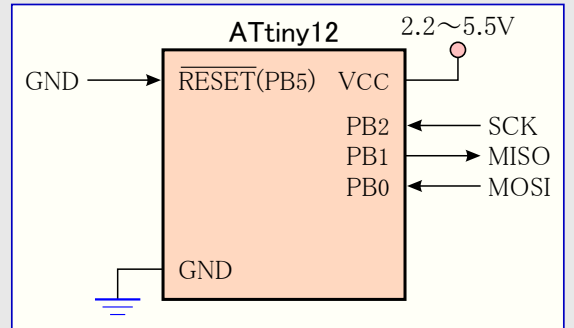 ATtiny12
2.2～5.5V
GND
RESET(PB5)
VCC
PB2
SCK
PB1
MISO
PB0
MOSI
GND